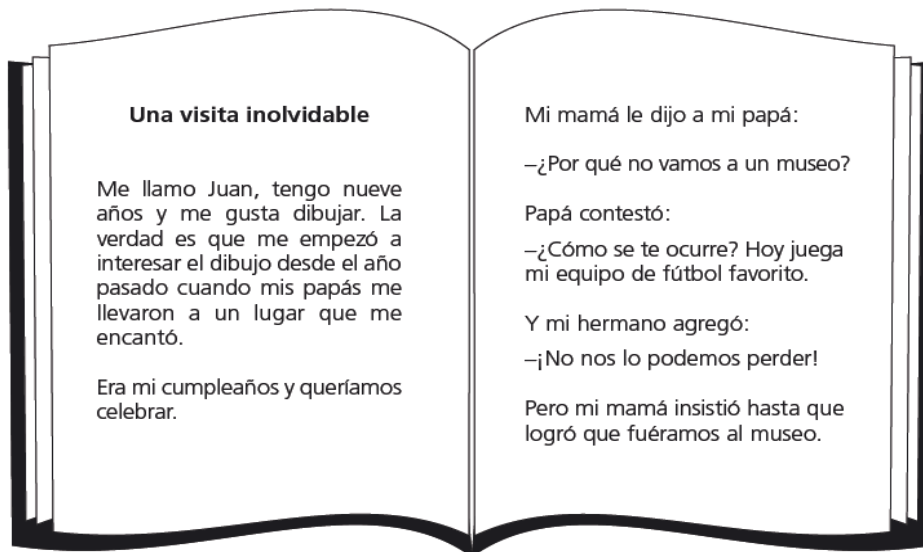 Una visita inolvidable
Me llamo Juan, tengo nueve
años y me gusta dibujar. La
verdad es que me empezó a
interesar el dibujo desde el año
pasado cuando mis papás me
llevaron a un lugar que me
encantó.
Era mi cumpleaños y queríamos
celebrar.
Mi mamá le dijo a mi papá:
–¿Por qué no vamos a un museo?
Papá contestó:
–¿Cómo se te ocurre? Hoy juega
mi equipo de fútbol favorito.
Y mi hermano agregó:
–¡No nos lo podemos perder!
Pero mi mamá insistió hasta que
logró que fuéramos al museo.